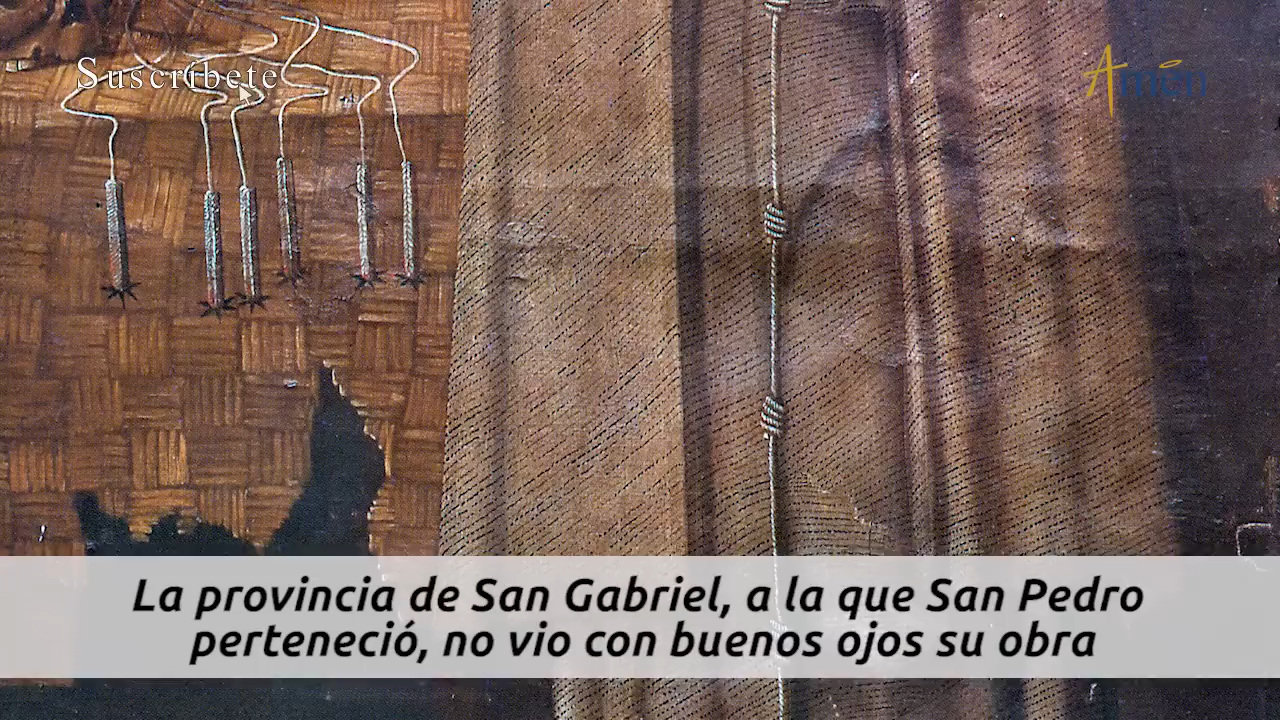 Suscríbete
Amén
La provincia de San Gabriel, a la que San Pedro
perteneció, no vio con buenos ojos su obra